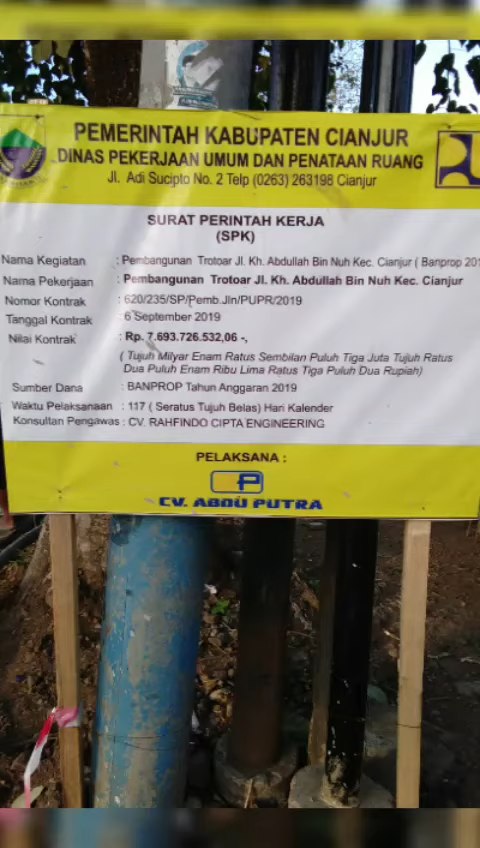 PEMERINTAH KABUPATEN CIANJUR
DINAS PEKERJAAN UMUM DAN PENATAAN RUANG
Jl. Adi Sucipto No. 2 Telp (0263) 263198 Cianjur
SURAT PERINTAH KERJA
(SPK)
Nama Kegiatan : Pembangunan Trotoar Jl. Kh. Abdullah Bin Nuh Kec. Cianjur ( Banprop 201
Nama Pekerjaan : Pembangunan Trotoar Jl. Kh. Abdullah Bin Nuh Kec. Cianjur
Nomor Kontrak : 620/235/SP/Pemb.Jln/PUPR/2019
Tanggal Kontrak : 6 September 2019
Nilai Kontrak : Rp. 7.693.726.532,06 -,
( Tujuh Milyar Enam Ratus Sembilan Puluh Tiga Juta Tujuh Ratus
Dua Puluh Enam Ribu Lima Ratus Tiga Puluh Dua Rupiah)
Sumber Dana : BANPROP Tahun Anggaran 2019
Waktu Pelaksanaan : 117 ( Seratus Tujuh Belas) Hari Kalender
Konsultan Pengawas : CV. RAHFINDO CIPTA ENGINEERING
PELAKSANA :
CV. ABDU PUTRA